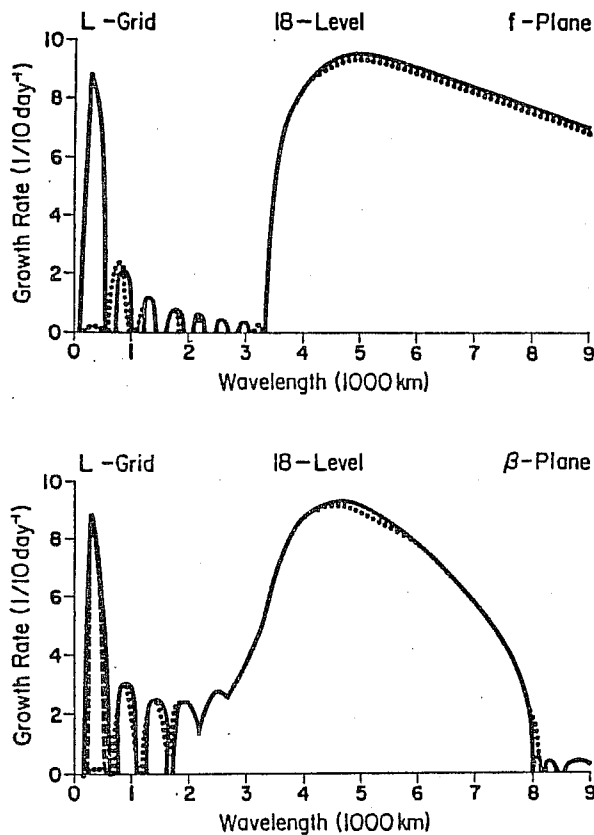 L-Grid 18-Level f-Plane
10
8
6
4
2
0
Growth Rate (1/10 day⁻¹)
0 1 2 3 4 5 6 7 8 9
Wavelength (1000 km)
L-Grid 18-Level β-Plane
10
8
6
4
2
0
Growth Rate (1/10 day⁻¹)
0 1 2 3 4 5 6 7 8 9
Wavelength (1000 km)